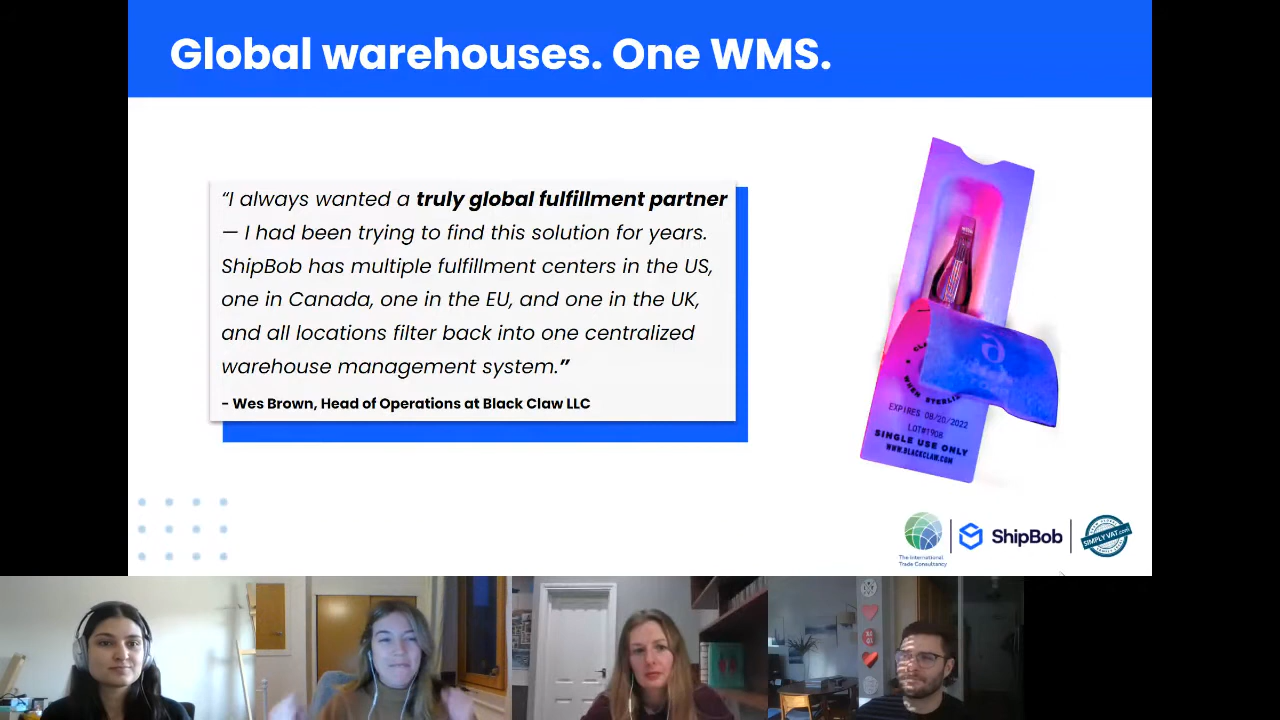 Global warehouses. One WMS.
“I always wanted a truly global fulfillment partner
— I had been trying to find this solution for years.
ShipBob has multiple fulfillment centers in the US,
one in Canada, one in the EU, and one in the UK,
and all locations filter back into one centralized
warehouse management system.”
- Wes Brown, Head of Operations at Black Claw LLC
EXPIRES 08/20/2022
LOT#1908
SINGLE USE ONLY
WWW.BLACKCLAW.COM
The International
Trade Consultancy
ShipBob
SIMPLY VAT.com